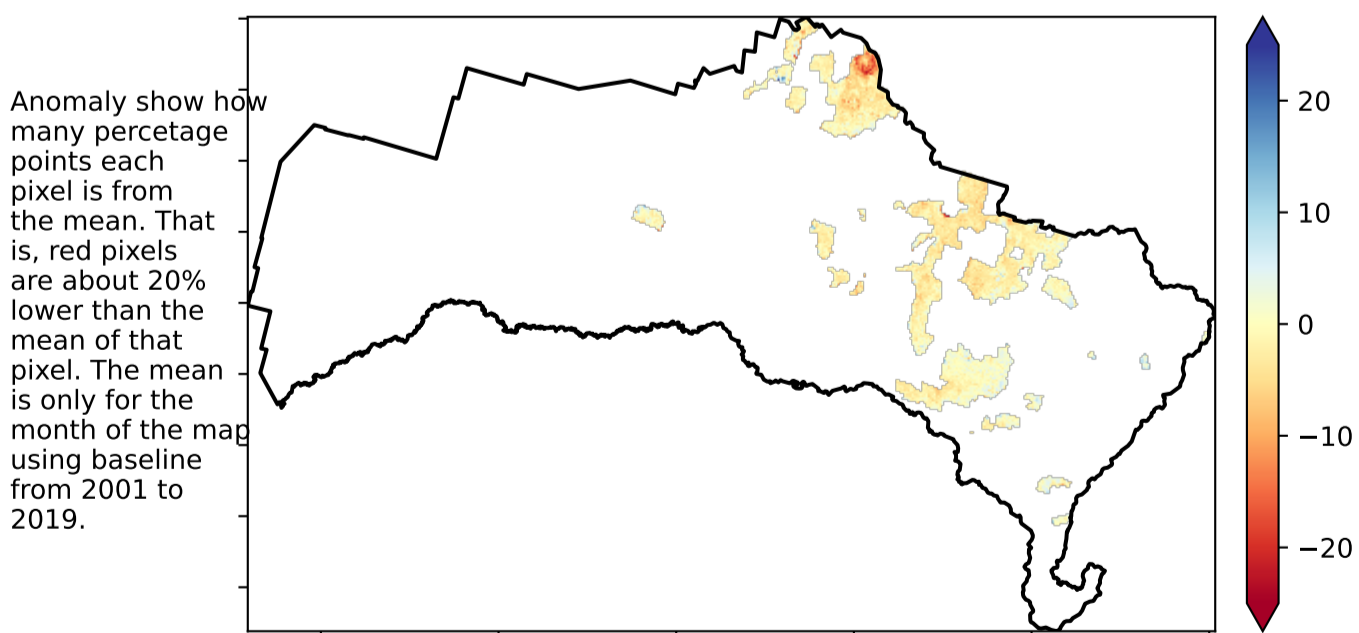 Anomaly show how
many percetage
points each
pixel is from
the mean. That
is, red pixels
are about 20%
lower than the
mean of that
pixel. The mean
is only for the
month of the map
using baseline
from 2001 to
2019.
20
10
0
−10
−20